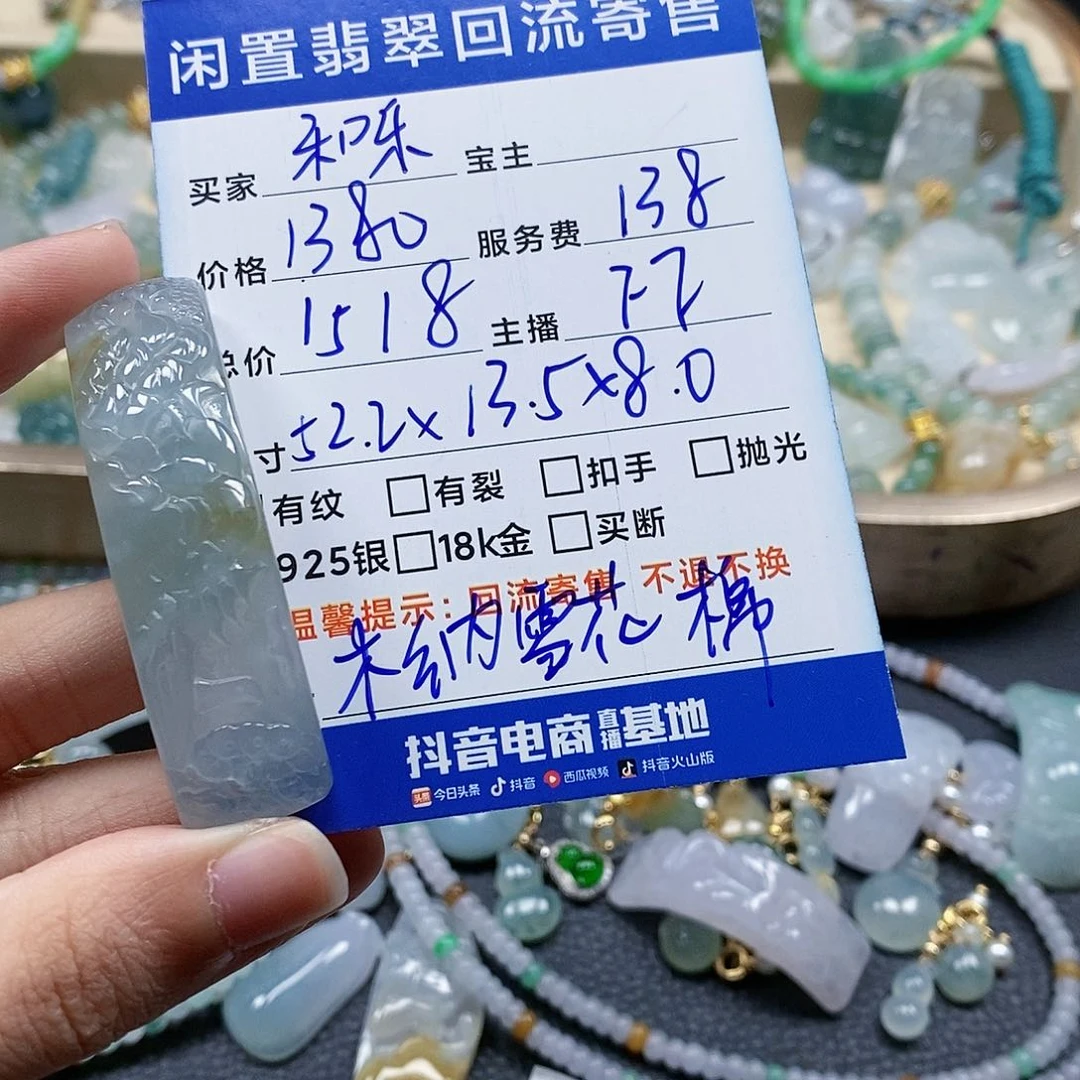 闲置翡翠回流寄售
买家 和乐 宝主
价格 1380 服务费 138
总价 1518 主播 77
寸 52.2x13.5x8.0
有纹 有裂 扣手 抛光
925银 18k金 买断
温馨提示：回流寄售 不退不换
木纳雪花棉
抖音电商直播基地
头条 今日头条 抖音 西瓜视频 抖音火山版